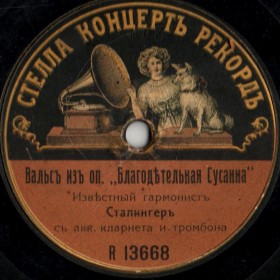 СТЕЛЛА КОНЦЕРТЪ РЕКОРДЪ
Вальсъ изъ оп. „Благодѣтельная Сусанна"
Извѣстный гармонистъ
Сталингеръ
съ акк. кларнета и тромбона
R 13668